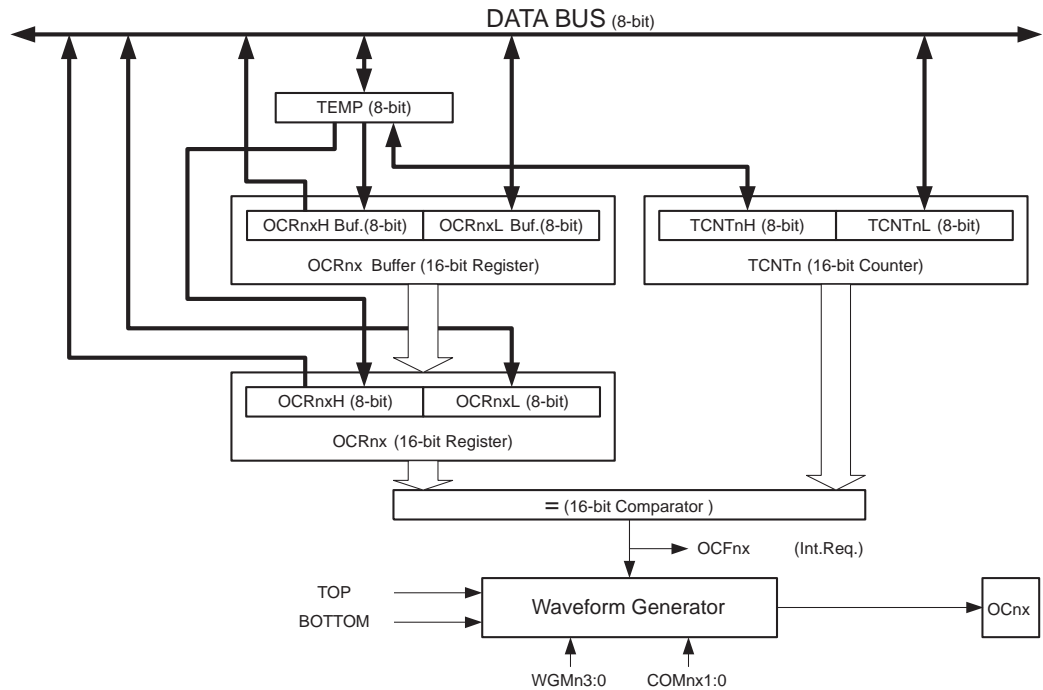 DATA BUS (8-bit)
TEMP (8-bit)
OCRnxH Buf.(8-bit) OCRnxL Buf.(8-bit)
TCNTnH (8-bit) TCNTnL (8-bit)
OCRnx Buffer (16-bit Register)
TCNTn (16-bit Counter)
OCRnxH (8-bit) OCRnxL (8-bit)
OCRnx (16-bit Register)
= (16-bit Comparator )
OCFnx (Int.Req.)
TOP
BOTTOM
Waveform Generator
OCnx
WGMn3:0 COMnx1:0